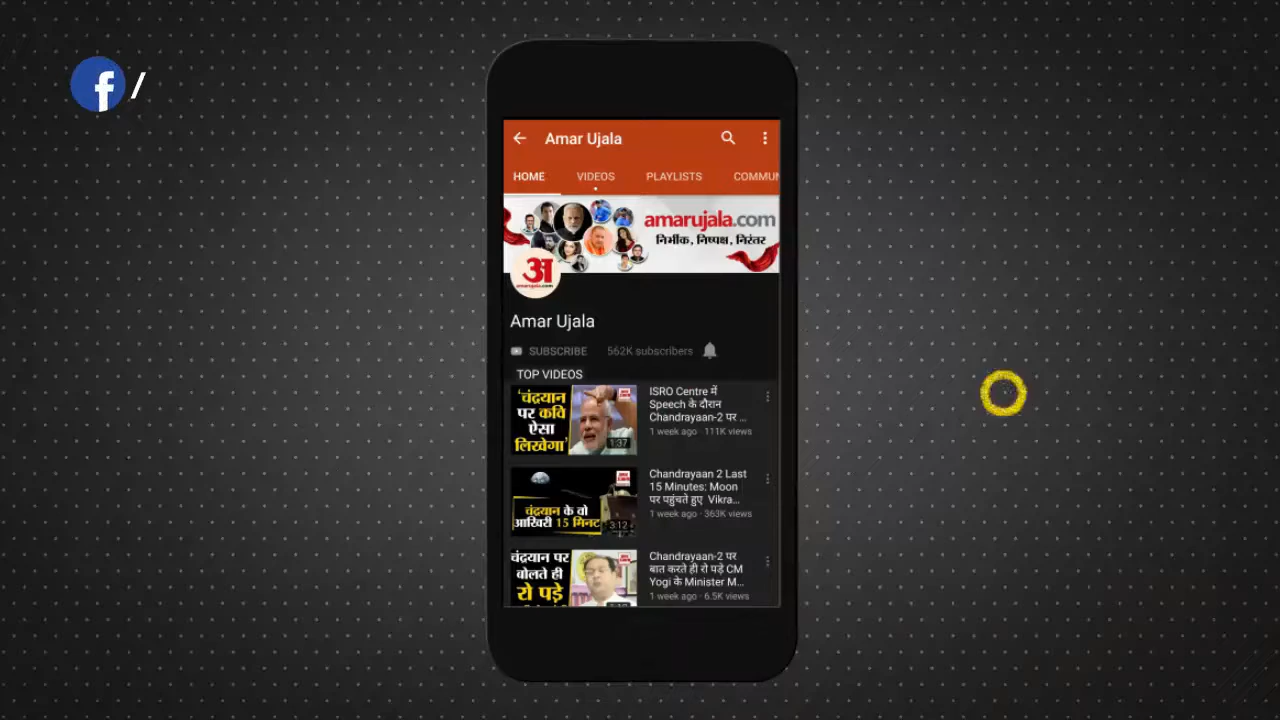 f /
Amar Ujala
HOME VIDEOS PLAYLISTS COMMUN
amarujala.com
निर्भीक, निष्पक्ष, निरंतर
अ
amarujala.com
Amar Ujala
SUBSCRIBE 562K subscribers
TOP VIDEOS
'चंद्रयान
पर कवि
ऐसा
लिखेगा'
1:37
ISRO Centre में
Speech के दौरान
Chandrayaan-2 पर ...
1 week ago · 111K views
चंद्रयान के वो
आखिरी 15 मिनट
3:12
Chandrayaan 2 Last
15 Minutes: Moon
पर पहुंचते हुए Vikra...
1 week ago · 363K views
चंद्रयान पर
बोलते ही
रो पड़े
Chandrayaan-2 पर
बात करते ही रो पड़े CM
Yogi के Minister M...
1 week ago · 6.5K views